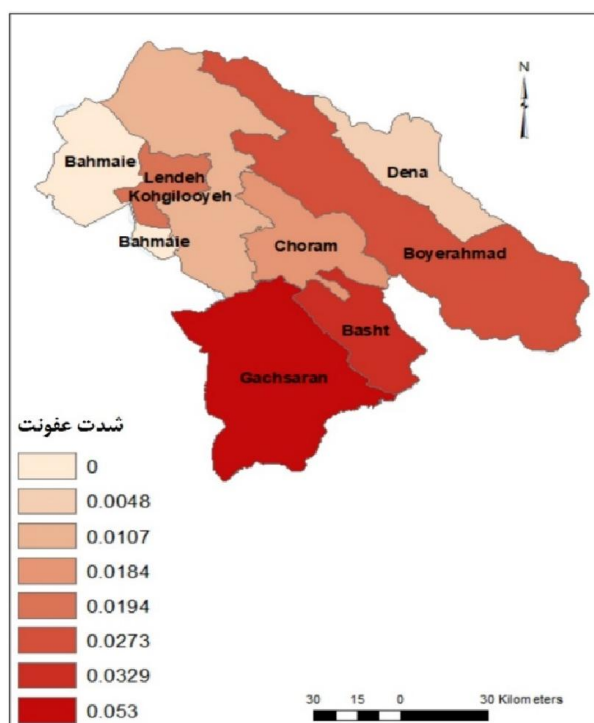 N
Bahmaie
Dena
Lendeh
Kohgilooyeh
Bahmaie
Choram
Boyerahmad
Basht
Gachsaran
شدت عفونت
0
0.0048
0.0107
0.0184
0.0194
0.0273
0.0329
0.053
30 15 0 30 Kilometers